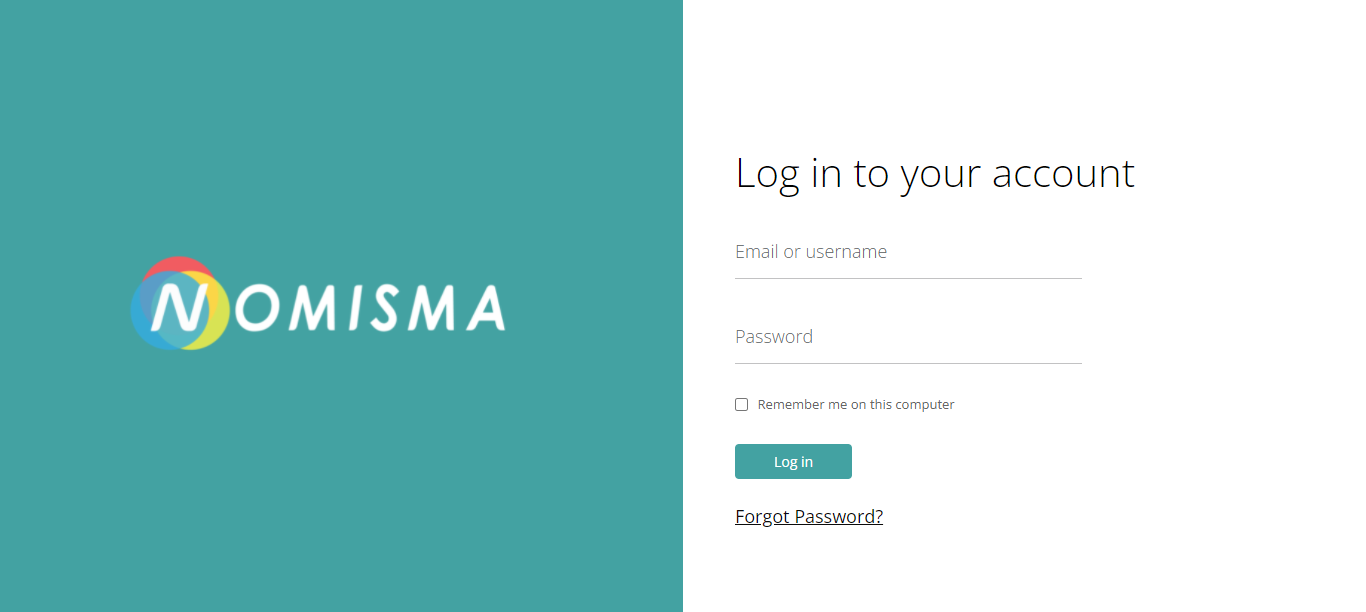 NOMISMA
Log in to your account
Email or username
Password
Remember me on this computer
Log in
Forgot Password?